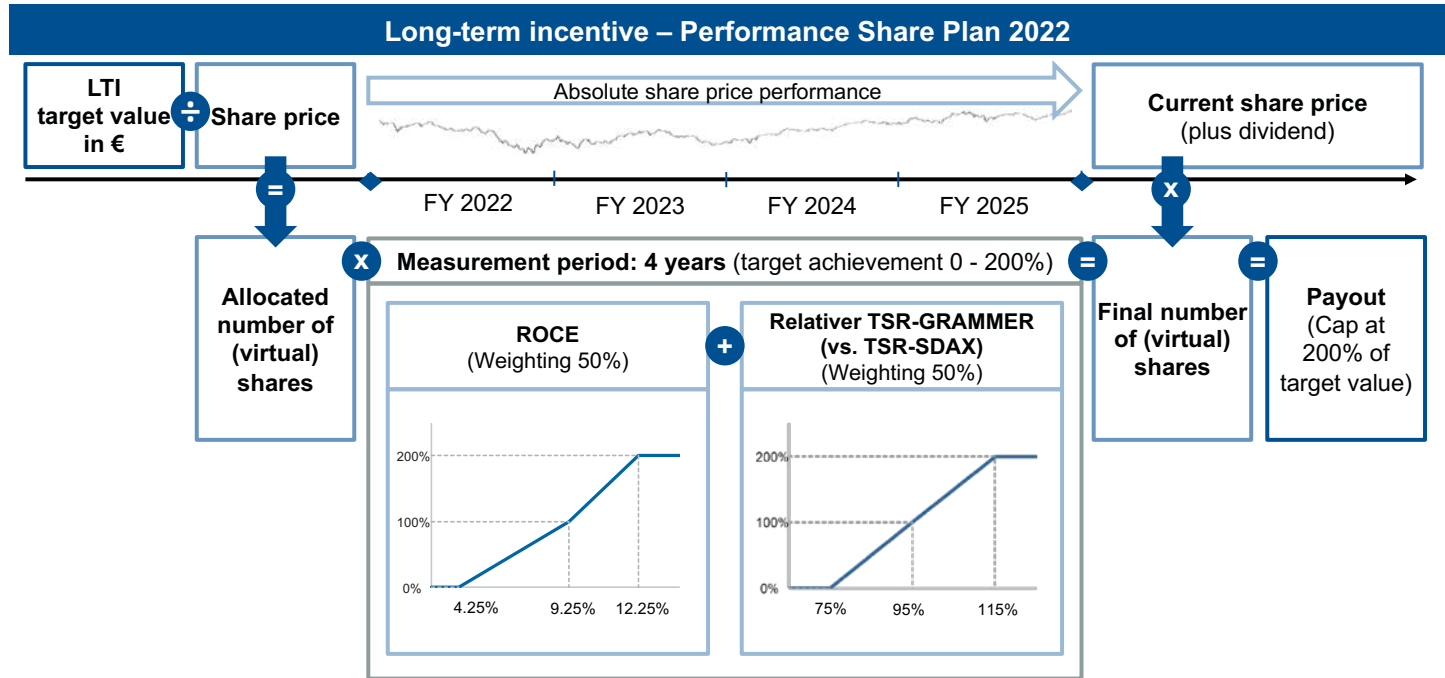 Long-term incentive – Performance Share Plan 2022
LTI
target value
in €
÷
Share price
Absolute share price performance
Current share price
(plus dividend)
=
x
FY 2022
FY 2023
FY 2024
FY 2025
Allocated
number of
(virtual)
shares
x
Measurement period: 4 years (target achievement 0 - 200%)
=
Final number
of (virtual)
shares
=
Payout
(Cap at
200% of
target value)
ROCE
(Weighting 50%)
+
Relativer TSR-GRAMMER
(vs. TSR-SDAX)
(Weighting 50%)
200%
100%
0%
4.25%
9.25%
12.25%
200%
100%
0%
75%
95%
115%